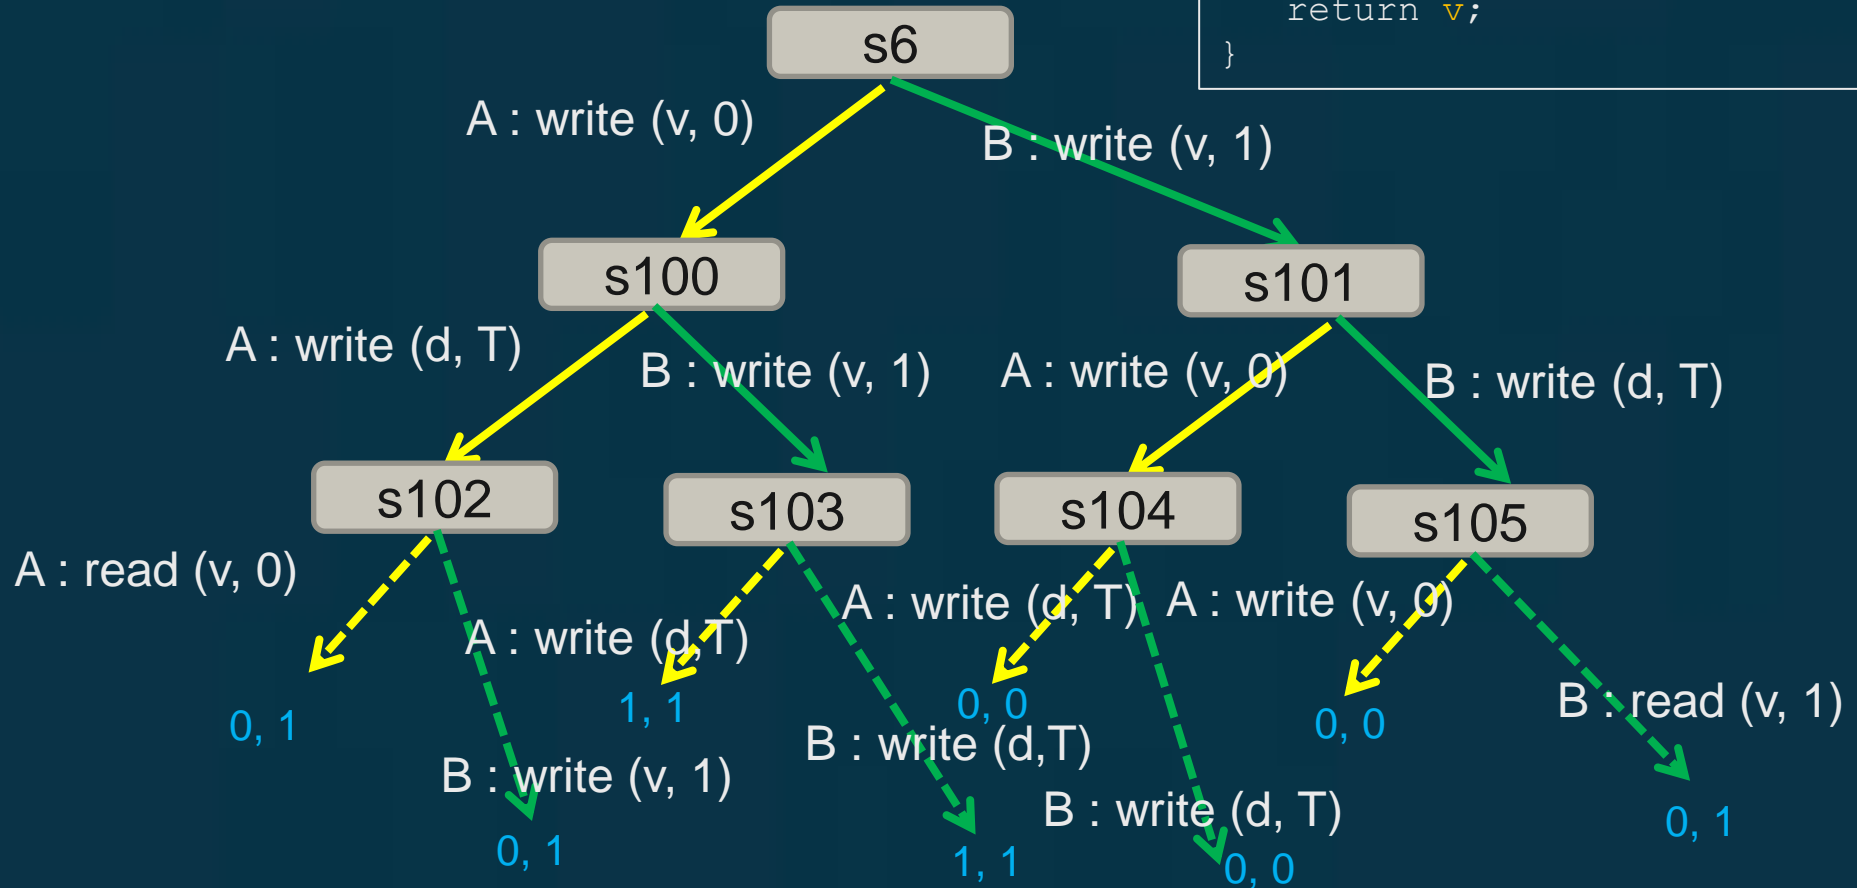 return v;
}
s6
A : write (v, 0)
B : write (v, 1)
s100
s101
A : write (d, T)
B : write (v, 1)
A : write (v, 0)
B : write (d, T)
s102
s103
s104
s105
A : read (v, 0)
A : write (d,T)
A : write (d, T)
A : write (v, 0)
B : read (v, 1)
0, 1
1, 1
0, 0
0, 0
B : write (v, 1)
B : write (d,T)
B : write (d, T)
0, 1
0, 1
1, 1
0, 0